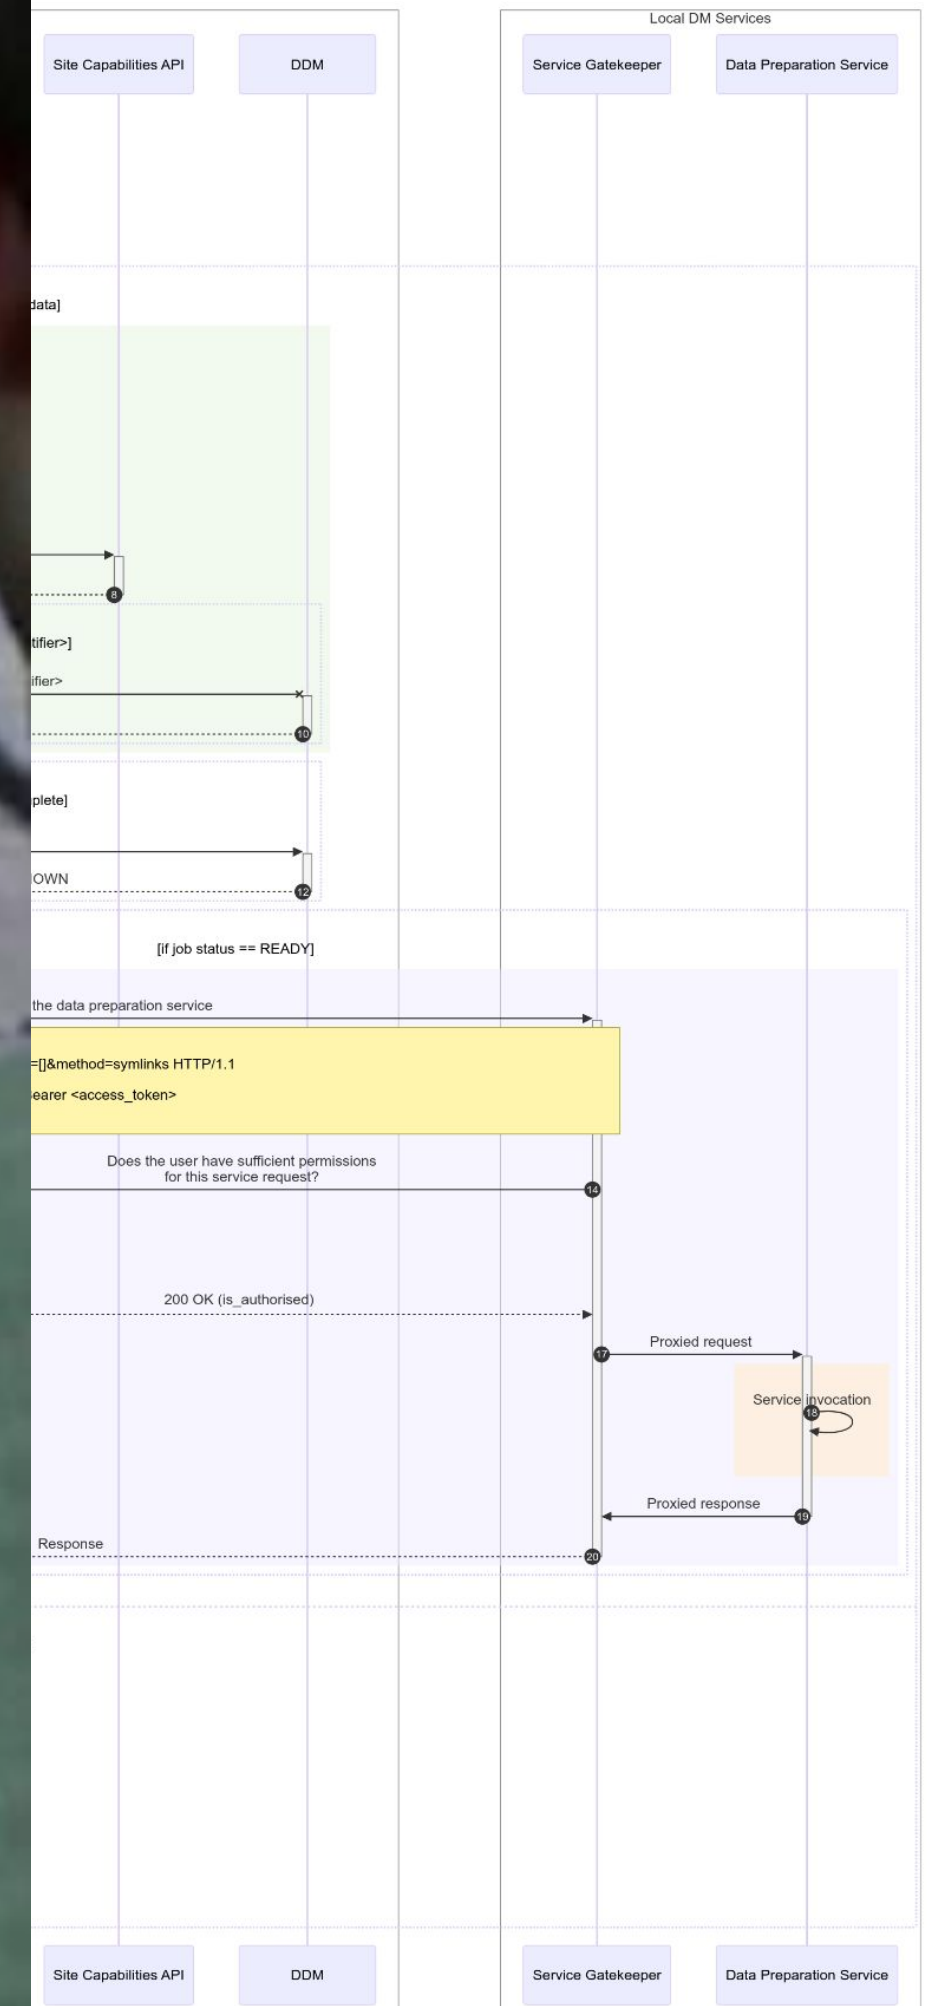 Local DM Services
Site Capabilities API
DDM
Service Gatekeeper
Data Preparation Service
data]
8
tifier>]
ifier>
10
plete]
OWN
12
[if job status == READY]
the data preparation service
=[]&method=symlinks HTTP/1.1
earer <access_token>
Does the user have sufficient permissions
for this service request?
14
200 OK (is_authorised)
Proxied request
17
Service invocation
18
Proxied response
19
Response
20
Site Capabilities API
DDM
Service Gatekeeper
Data Preparation Service